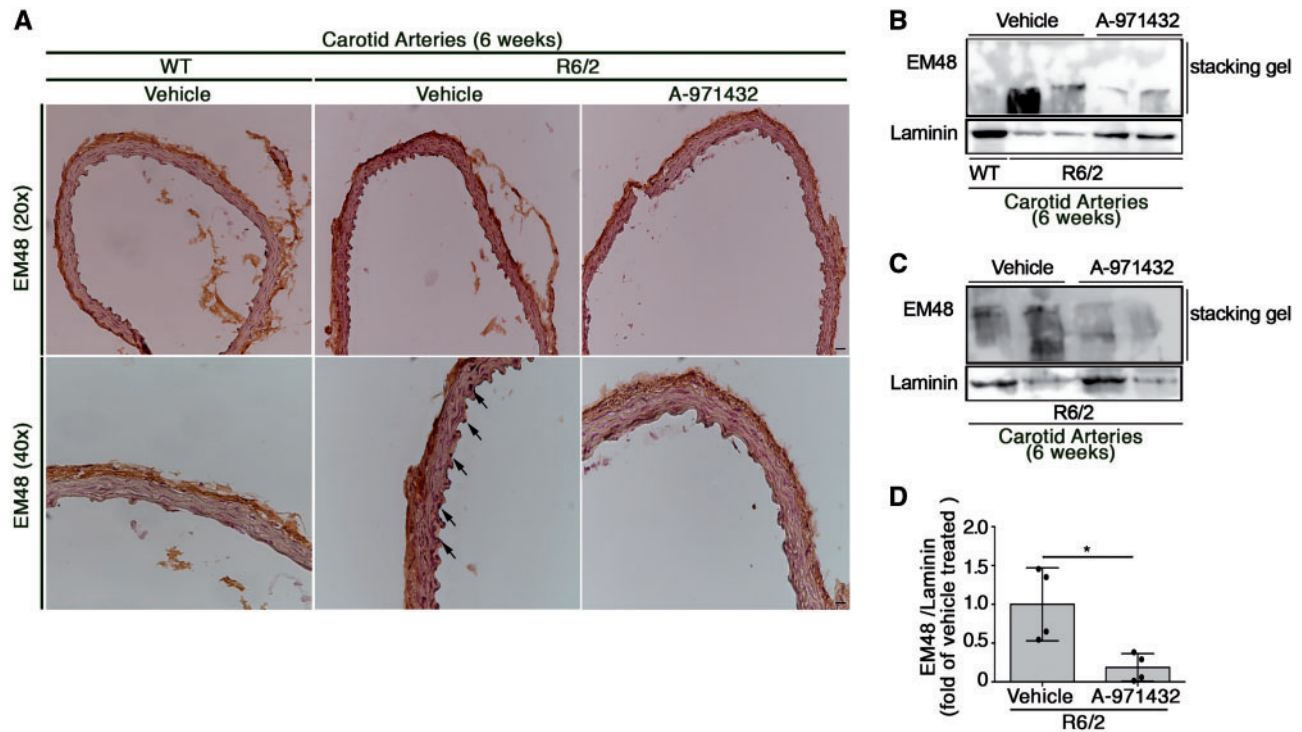 A
Carotid Arteries (6 weeks)
WT
R6/2
Vehicle
Vehicle
A-971432
EM48 (20x)
EM48 (40x)
B
Vehicle
A-971432
EM48
stacking gel
Laminin
WT
R6/2
Carotid Arteries
(6 weeks)
C
Vehicle
A-971432
EM48
stacking gel
Laminin
R6/2
Carotid Arteries
(6 weeks)
D
EM48 /Laminin
(fold of vehicle treated )
2.0
1.5
1.0
0.5
0
*
Vehicle
A-971432
R6/2